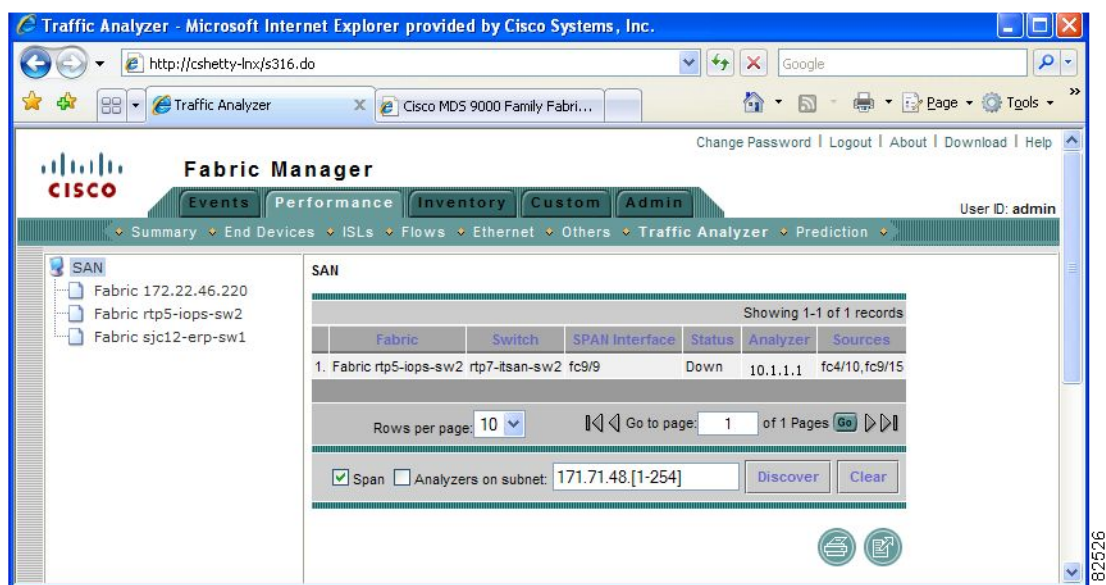 Traffic Analyzer - Microsoft Internet Explorer provided by Cisco Systems, Inc.
http://cshetty-lnx/s316.do
Google
Traffic Analyzer
Cisco MDS 9000 Family Fabri...
Page
Tools
Change Password | Logout | About | Download | Help
CISCO
Fabric Manager
Events Performance Inventory Custom Admin
User ID: admin
Summary End Devices ISLs Flows Ethernet Others Traffic Analyzer Prediction
SAN
Fabric 172.22.46.220
Fabric rtp5-iops-sw2
Fabric sjc12-erp-sw1
SAN
Showing 1-1 of 1 records
Fabric Switch SPAN Interface Status Analyzer Sources
1. Fabric rtp5-iops-sw2 rtp7-itsan-sw2 fc9/9 Down 10.1.1.1 fc4/10,fc9/15
Rows per page: 10 Go to page: 1 of 1 Pages Go
Span Analyzers on subnet: 171.71.48.[1-254] Discover Clear
82526